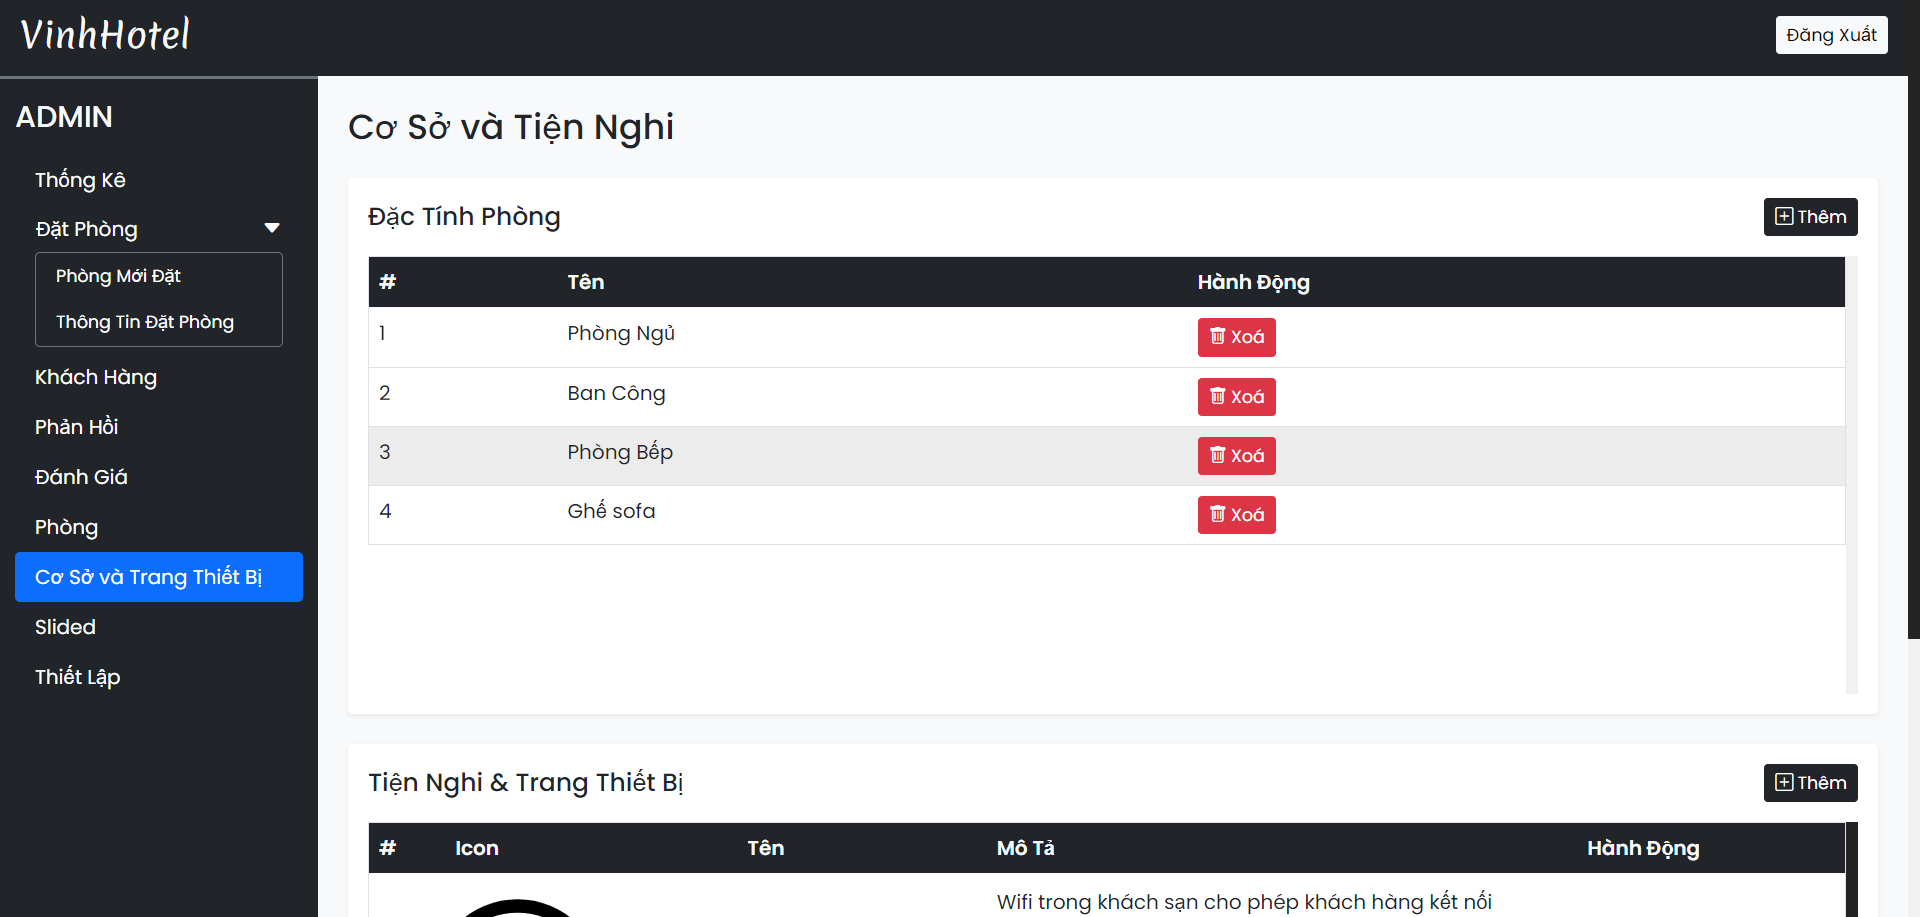 VinhHotel
Đăng Xuất
ADMIN
Thống Kê
Đặt Phòng
Phòng Mới Đặt
Thông Tin Đặt Phòng
Khách Hàng
Phản Hồi
Đánh Giá
Phòng
Cơ Sở và Trang Thiết Bị
Slided
Thiết Lập
Cơ Sở và Tiện Nghi
Đặc Tính Phòng
Thêm
# Tên Hành Động
1 Phòng Ngủ Xoá
2 Ban Công Xoá
3 Phòng Bếp Xoá
4 Ghế sofa Xoá
Tiện Nghi & Trang Thiết Bị
Thêm
# Icon Tên Mô Tả Hành Động
Wifi trong khách sạn cho phép khách hàng kết nối